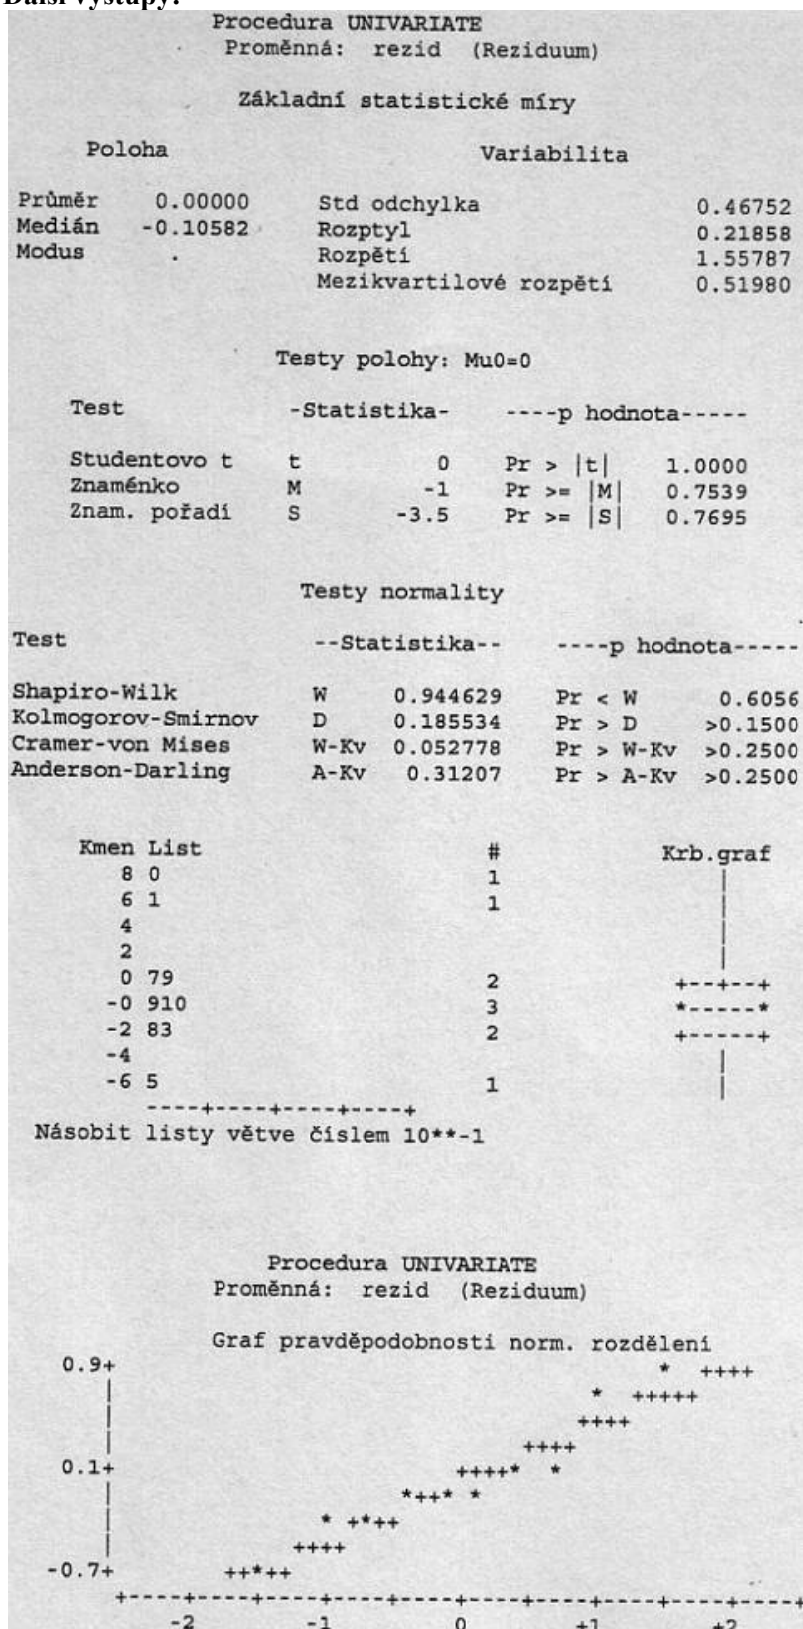 Další výstupy:
Procedura UNIVARIATE
Proměnná: rezid (Reziduum)
Základní statistické míry
Poloha Variabilita
Průměr 0.00000 Std odchylka 0.46752
Medián -0.10582 Rozptyl 0.21858
Modus . Rozpětí 1.55787
Mezikvartilové rozpětí 0.51980
Testy polohy: Mu0=0
Test -Statistika- ----p hodnota-----
Studentovo t t 0 Pr > |t| 1.0000
Znaménko M -1 Pr >= |M| 0.7539
Znam. pořadí S -3.5 Pr >= |S| 0.7695
Testy normality
Test --Statistika-- ----p hodnota-----
Shapiro-Wilk W 0.944629 Pr < W 0.6056
Kolmogorov-Smirnov D 0.185534 Pr > D >0.1500
Cramer-von Mises W-Kv 0.052778 Pr > W-Kv >0.2500
Anderson-Darling A-Kv 0.31207 Pr > A-Kv >0.2500
Kmen List # Krb.graf
8 0 1 |
6 1 1 |
4 |
2 |
0 79 2 +--+--+
-0 910 3 *-----*
-2 83 2 +-----+
-4 |
-6 5 1 |
----+----+----+----+
Násobit listy větve číslem 10**-1
Procedura UNIVARIATE
Proměnná: rezid (Reziduum)
Graf pravděpodobnosti norm. rozdělení
0.9+ * ++++
| * +++++
| ++++
| ++++
0.1+ ++++* *
| *++* *
| * +*++
| ++++
-0.7+ ++*++
+----+----+----+----+----+----+----+----+----+----+
-2 -1 0 +1 +2